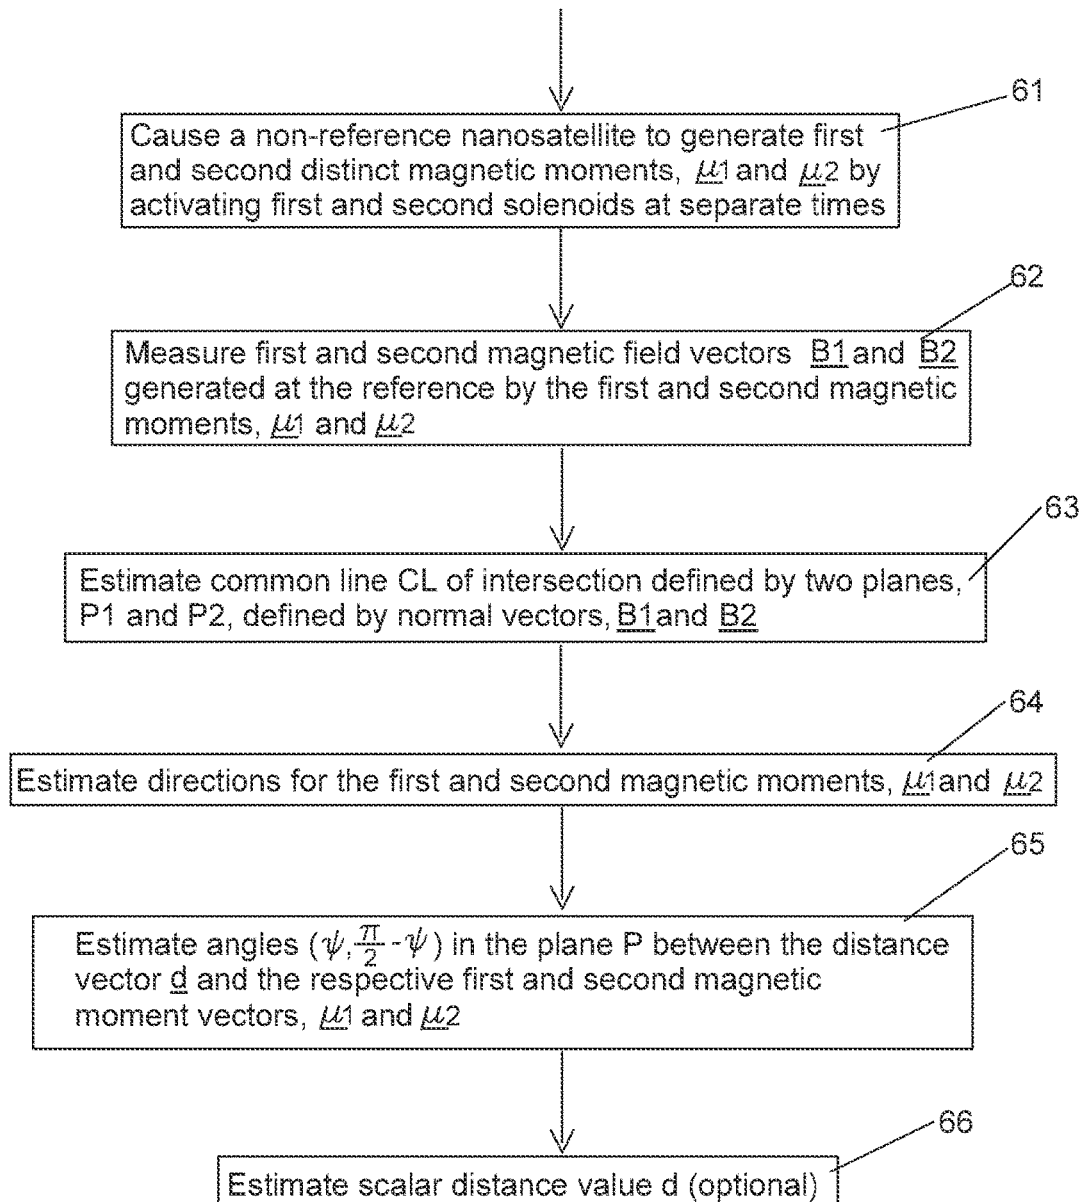 61
Cause a non-reference nanosatellite to generate first
and second distinct magnetic moments, μ1 and μ2 by
activating first and second solenoids at separate times
62
Measure first and second magnetic field vectors B1 and B2
generated at the reference by the first and second magnetic
moments, μ1 and μ2
63
Estimate common line CL of intersection defined by two planes,
P1 and P2, defined by normal vectors, B1 and B2
64
Estimate directions for the first and second magnetic moments, μ1 and μ2
65
Estimate angles (ψ, π/2 - ψ) in the plane P between the distance
vector d and the respective first and second magnetic
moment vectors, μ1 and μ2
66
Estimate scalar distance value d (optional)